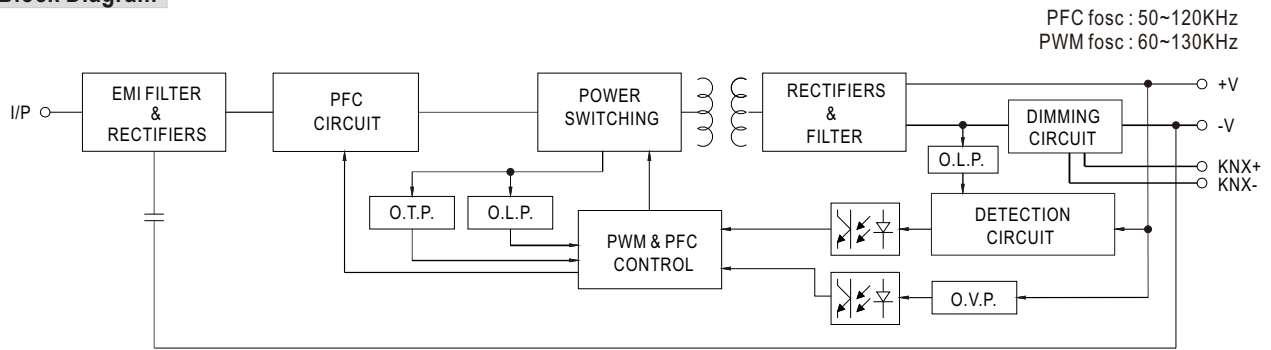 Block Diagram
PFC fosc : 50~120KHz
PWM fosc : 60~130KHz
I/P
EMI FILTER
&
RECTIFIERS
PFC
CIRCUIT
POWER
SWITCHING
RECTIFIERS
&
FILTER
DIMMING
CIRCUIT
+V
-V
KNX+
KNX-
O.L.P.
O.T.P.
O.L.P.
PWM & PFC
CONTROL
DETECTION
CIRCUIT
O.V.P.